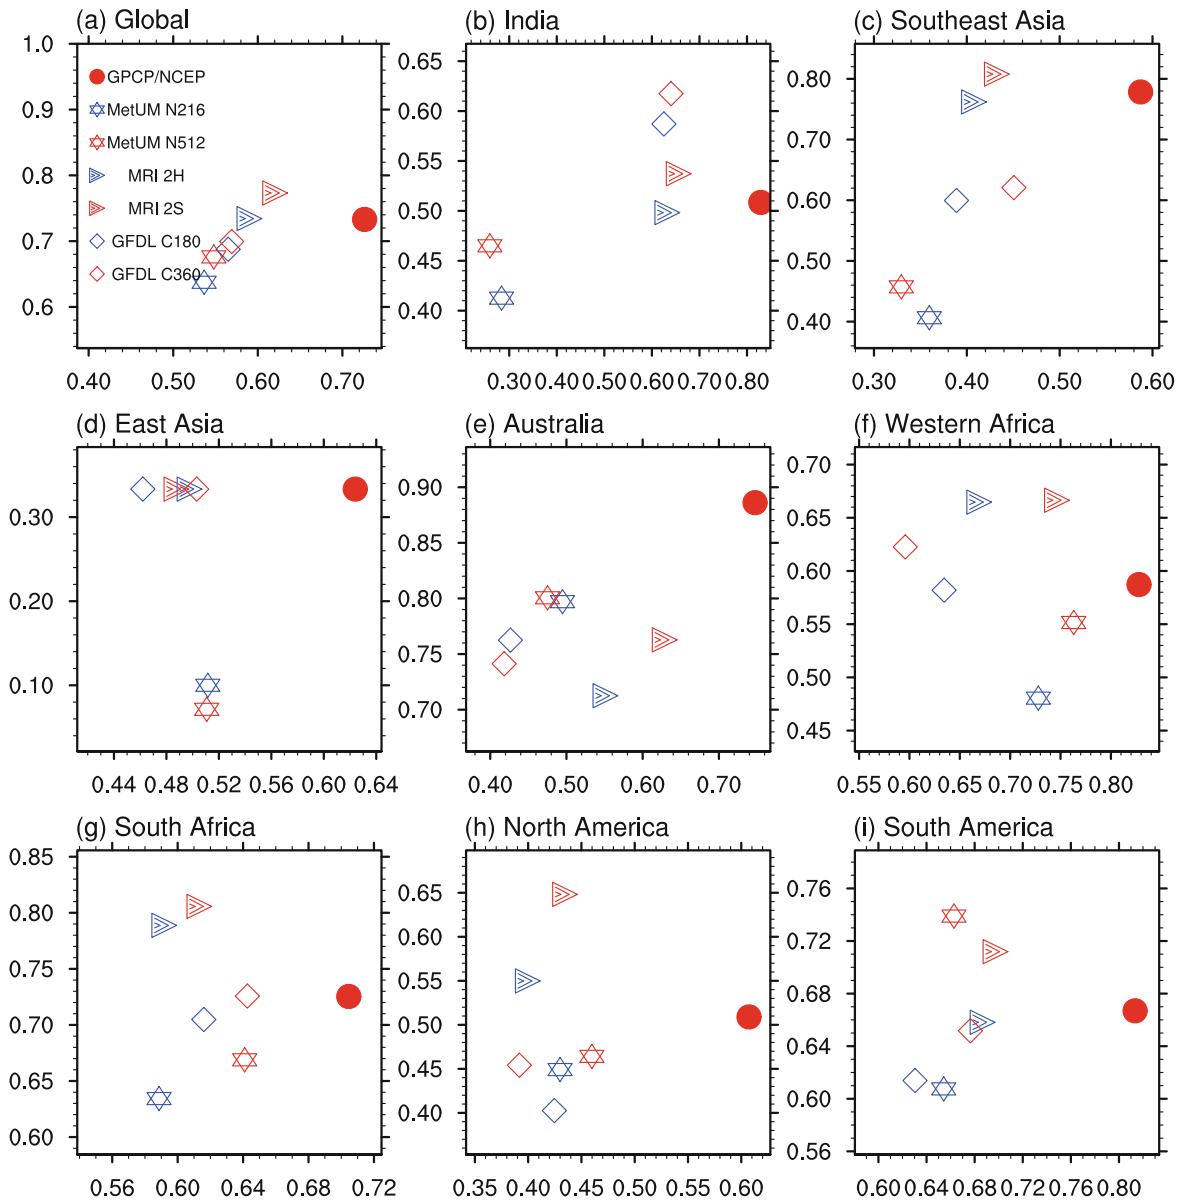 (a) Global
1.0
0.9
0.8
0.7
0.6
0.40 0.50 0.60 0.70
GPCP/NCEP
MetUM N216
MetUM N512
MRI 2H
MRI 2S
GFDL C180
GFDL C360
(b) India
0.65
0.60
0.55
0.50
0.45
0.40
0.30 0.40 0.50 0.60 0.70 0.80
(c) Southeast Asia
0.80
0.70
0.60
0.50
0.40
0.30 0.40 0.50 0.60
(d) East Asia
0.30
0.20
0.10
0.44 0.48 0.52 0.56 0.60 0.64
(e) Australia
0.90
0.85
0.80
0.75
0.70
0.40 0.50 0.60 0.70
(f) Western Africa
0.70
0.65
0.60
0.55
0.50
0.45
0.55 0.60 0.65 0.70 0.75 0.80
(g) South Africa
0.85
0.80
0.75
0.70
0.65
0.60
0.56 0.60 0.64 0.68 0.72
(h) North America
0.65
0.60
0.55
0.50
0.45
0.40
0.35 0.40 0.45 0.50 0.55 0.60
(i) South America
0.76
0.72
0.68
0.64
0.60
0.56
0.60 0.64 0.68 0.72 0.76 0.80